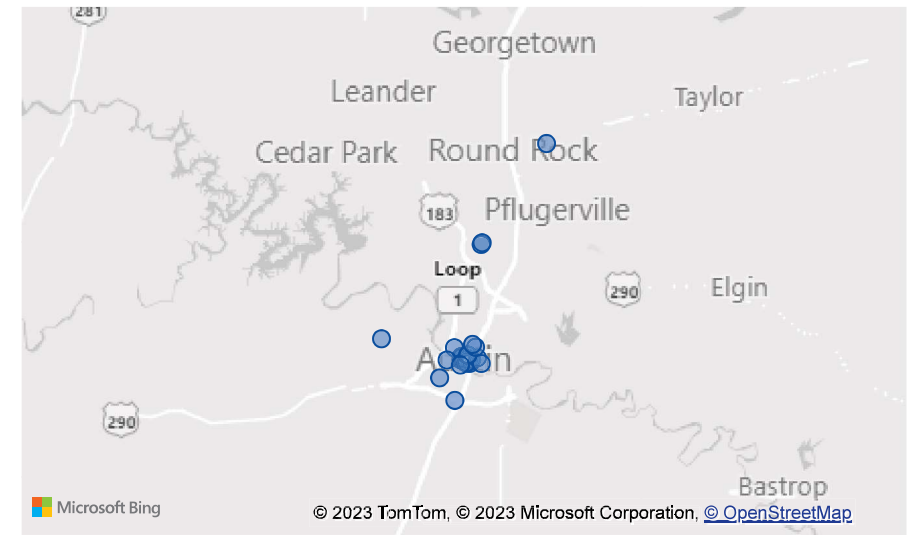 281
Georgetown
Leander
Taylor
Cedar Park
Round Rock
183
Pflugerville
Loop
1
290
Elgin
290
Bastrop
Microsoft Bing
© 2023 TomTom, © 2023 Microsoft Corporation, © OpenStreetMap